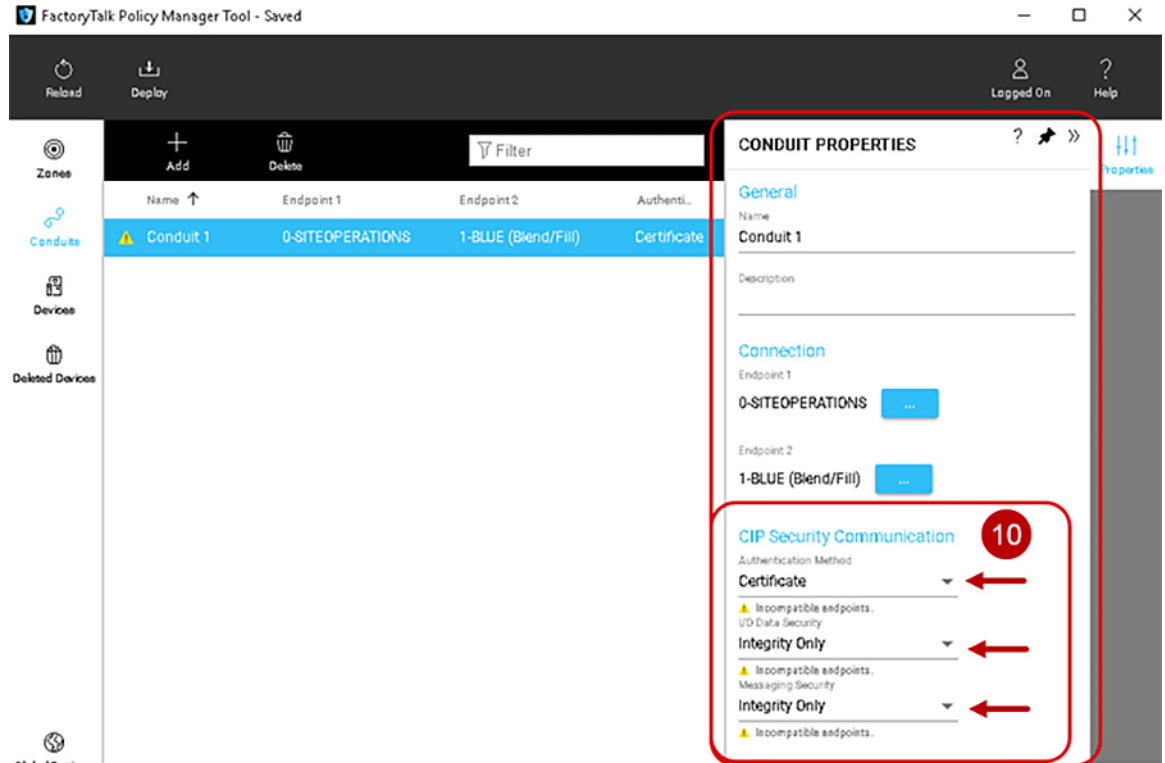 FactoryTalk Policy Manager Tool - Saved
Reload
Deploy
Logged On
Help
Zones
Conduits
Devices
Deleted Devices
Add
Delete
Filter
Name Endpoint 1 Endpoint 2 Authenti...
Conduit 1 0-SITEOPERATIONS 1-BLUE (Blend/Fill) Certificate
CONDUIT PROPERTIES ?
Properties
General
Name
Conduit 1
Description
Connection
Endpoint 1
0-SITEOPERATIONS ...
Endpoint 2
1-BLUE (Blend/Fill) ...
CIP Security Communication 10
Authentication Method
Certificate
Incompatible endpoints.
I/O Data Security
Integrity Only
Incompatible endpoints.
Messaging Security
Integrity Only
Incompatible endpoints.